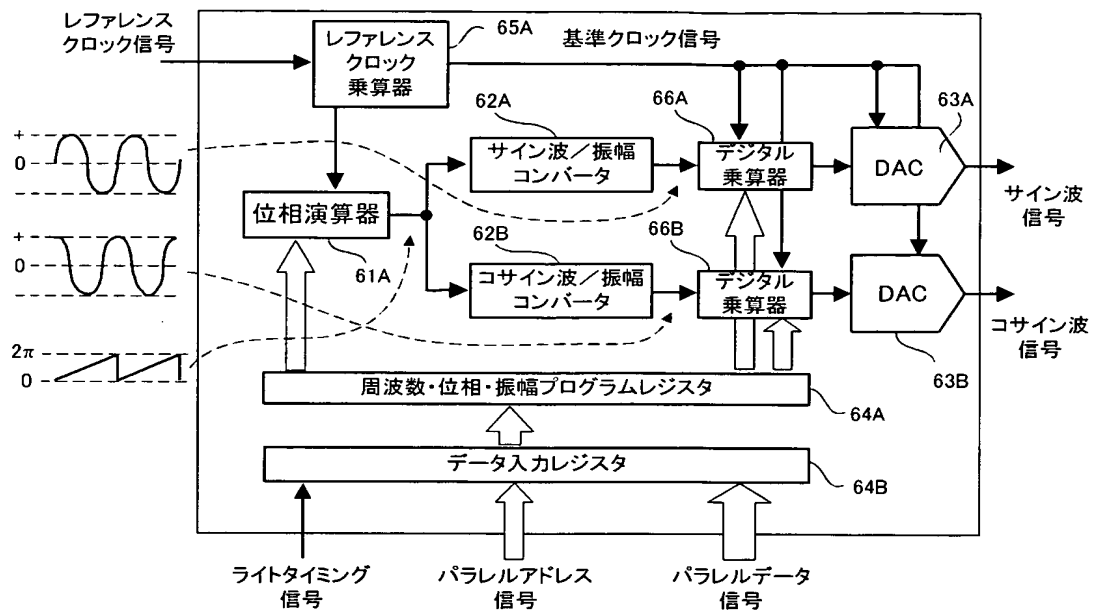 レファレンス
クロック信号
レファレンス
クロック
乗算器
65A
基準クロック信号
62A
66A
63A
+
0
-
サイン波／振幅
コンバータ
デジタル
乗算器
DAC
サイン波
信号
位相演算器
61A
62B
66B
+
0
-
コサイン波／振幅
コンバータ
デジタル
乗算器
DAC
コサイン波
信号
63B
2π
0
周波数・位相・振幅プログラムレジスタ
64A
データ入力レジスタ
64B
ライトタイミング
信号
パラレルアドレス
信号
パラレルデータ
信号